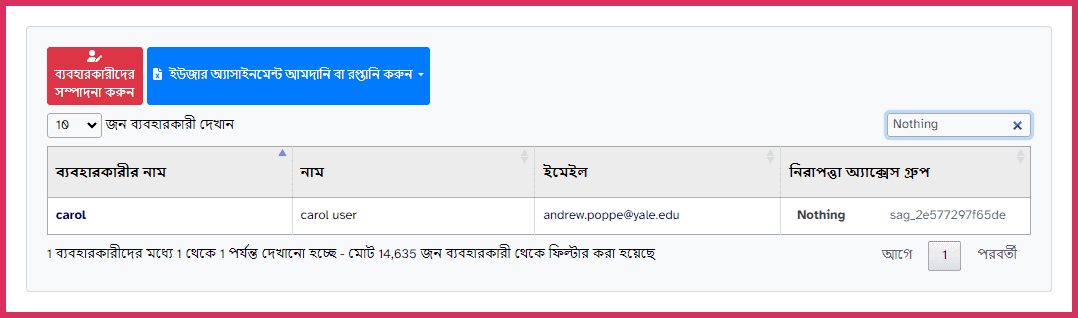 ব্যবহারকারীদের
সম্পাদনা করুন
ইউজার অ্যাসাইনমেন্ট আমদানি বা রপ্তানি করুন
10 জন ব্যবহারকারী দেখান
Nothing
ব্যবহারকারীর নাম নাম ইমেইল নিরাপত্তা অ্যাক্সেস গ্রুপ
carol carol user andrew.poppe@yale.edu Nothing sag_2e577297f65de
1 ব্যবহারকারীদের মধ্যে 1 থেকে 1 পর্যন্ত দেখানো হচ্ছে - মোট 14,635 জন ব্যবহারকারী থেকে ফিল্টার করা হয়েছে
আগে 1 পরবর্তী